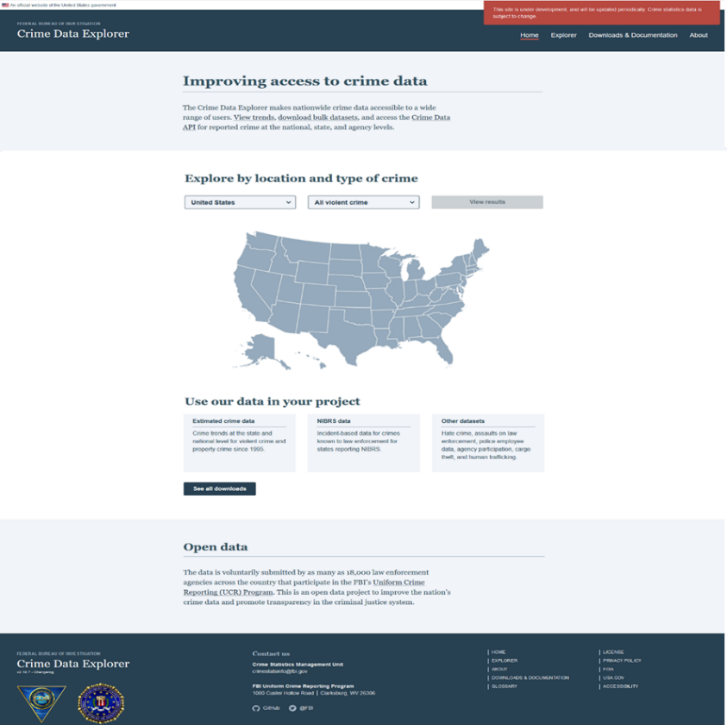 An official website of the United States government
This site is under development, and will be updated periodically. Crime statistics data is
subject to change.
FEDERAL BUREAU OF INVESTIGATION
Crime Data Explorer
Home Explorer Downloads & Documentation About
Improving access to crime data
The Crime Data Explorer makes nationwide crime data accessible to a wide
range of users. View trends, download bulk datasets, and access the Crime Data
API for reported crime at the national, state, and agency levels.
Explore by location and type of crime
United States All violent crime View results
Use our data in your project
Estimated crime data
Crime trends at the state and
national level for violent crime and
property crime since 1995.
NIBRS data
Incident-based data for crimes
known to law enforcement for
states reporting NIBRS.
Other datasets
Hate crime, assaults on law
enforcement, police employee
data, agency participation, cargo
theft, and human trafficking.
See all downloads
Open data
The data is voluntarily submitted by as many as 18,000 law enforcement
agencies across the country that participate in the FBI's Uniform Crime
Reporting (UCR) Program. This is an open data project to improve the nation's
crime data and promote transparency in the criminal justice system.
FEDERAL BUREAU OF INVESTIGATION
Crime Data Explorer
Contact us
Crime Statistics Management Unit
crimestatsinfo@fbi.gov
FBI Uniform Crime Reporting Program
1000 Custer Hollow Road | Clarksburg, WV 26306
GitHub @FBI
HOME
EXPLORER
ABOUT
DOWNLOADS & DOCUMENTATION
GLOSSARY
LICENSE
PRIVACY POLICY
FOIA
USA.GOV
ACCESSIBILITY